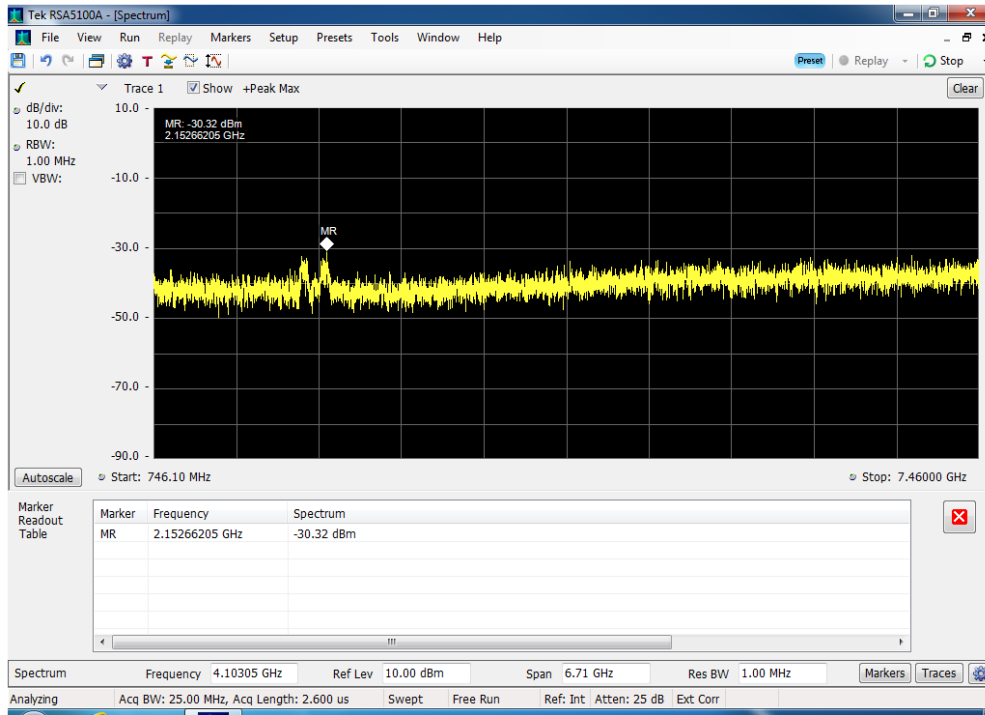 Tek RSA5100A - [Spectrum]
File View Run Replay Markers Setup Presets Tools Window Help
T Preset Replay Stop
Trace 1 Show +Peak Max Clear
dB/div:
10.0 dB
RBW:
1.00 MHz
VBW:
10.0
-10.0
-30.0
-50.0
-70.0
-90.0
MR: -30.32 dBm
2.15266205 GHz
MR
Autoscale Start: 746.10 MHz Stop: 7.46000 GHz
Marker
Readout
Table
Marker Frequency Spectrum
MR 2.15266205 GHz -30.32 dBm
Spectrum Frequency 4.10305 GHz Ref Lev 10.00 dBm Span 6.71 GHz Res BW 1.00 MHz Markers Traces
Analyzing Acq BW: 25.00 MHz, Acq Length: 2.600 us Swept Free Run Ref: Int Atten: 25 dB Ext Corr